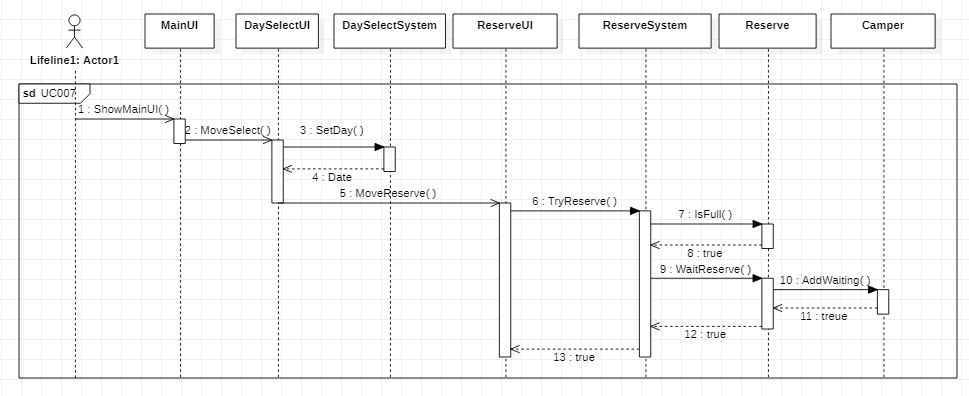 MainUI
DaySelectUI
DaySelectSystem
ReserveUI
ReserveSystem
Reserve
Camper
Lifeline1: Actor1
sd UC007
1 : ShowMainUI( )
2 : MoveSelect( )
3 : SetDay( )
4 : Date
5 : MoveReserve( )
6 : TryReserve( )
7 : IsFull( )
8 : true
9 : WaitReserve( )
10 : AddWaiting( )
11 : treue
12 : true
13 : true